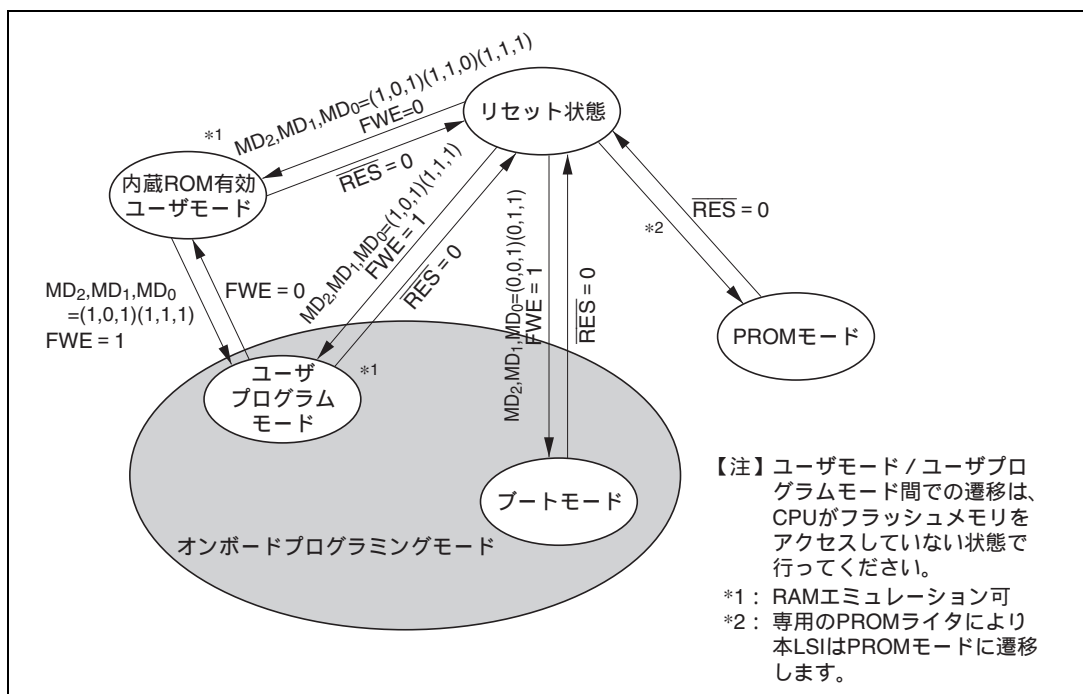 MD2,MD1,MD0=(1,0,1)(1,1,0)(1,1,1)
FWE=0
リセット状態
*1
RES = 0
内蔵ROM有効
ユーザモード
MD2,MD1,MD0=(1,0,1)(1,1,1)
FWE = 1
RES = 0
MD2,MD1,MD0=(0,0,1)(0,1,1)
FWE = 1
RES = 0
*2
RES = 0
MD2,MD1,MD0
=(1,0,1)(1,1,1)
FWE = 1
FWE = 0
PROMモード
ユーザ
プログラム
モード
*1
ブートモード
オンボードプログラミングモード
【注】ユーザモード / ユーザプロ
グラムモード間での遷移は、
CPUがフラッシュメモリを
アクセスしていない状態で
行ってください。
*1 : RAMエミュレーション可
*2 : 専用のPROMライタにより
本LSIはPROMモードに遷移
します。